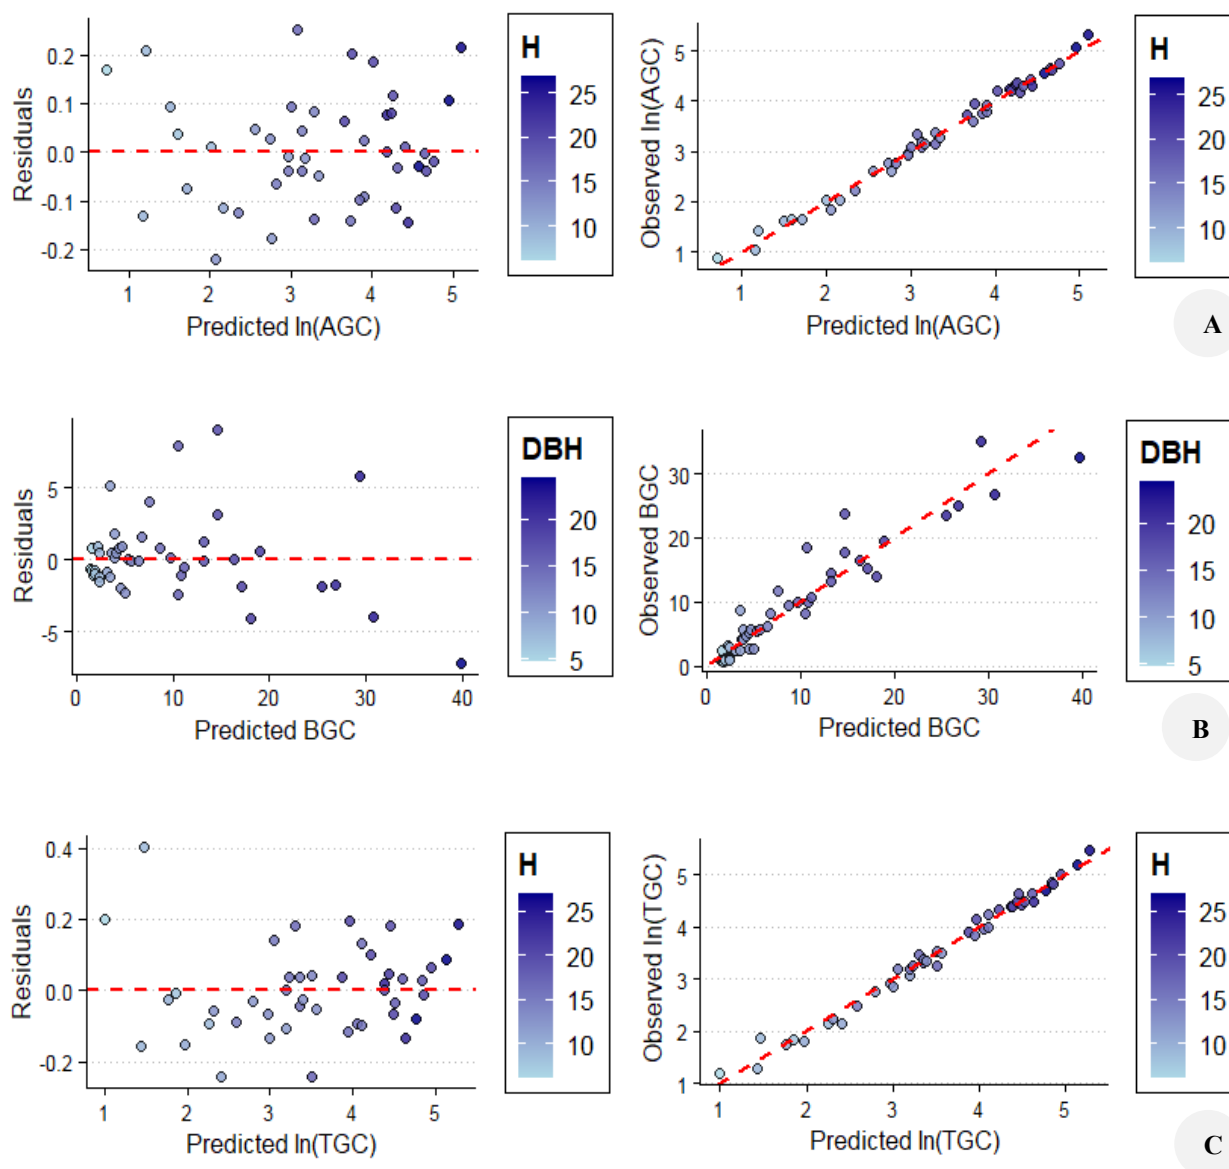 H
0.2
0.1
0.0
-0.1
-0.2
Residuals
1 2 3 4 5
Predicted ln(AGC)
25
20
15
10
H
5
4
3
2
1
Observed ln(AGC)
1 2 3 4 5
Predicted ln(AGC)
25
20
15
10
A
DBH
5
0
-5
Residuals
0 10 20 30 40
Predicted BGC
20
15
10
5
DBH
30
20
10
0
Observed BGC
0 10 20 30 40
Predicted BGC
20
15
10
5
B
H
0.4
0.2
0.0
-0.2
Residuals
1 2 3 4 5
Predicted ln(TGC)
25
20
15
10
H
5
4
3
2
1
Observed ln(TGC)
1 2 3 4 5
Predicted ln(TGC)
25
20
15
10
C